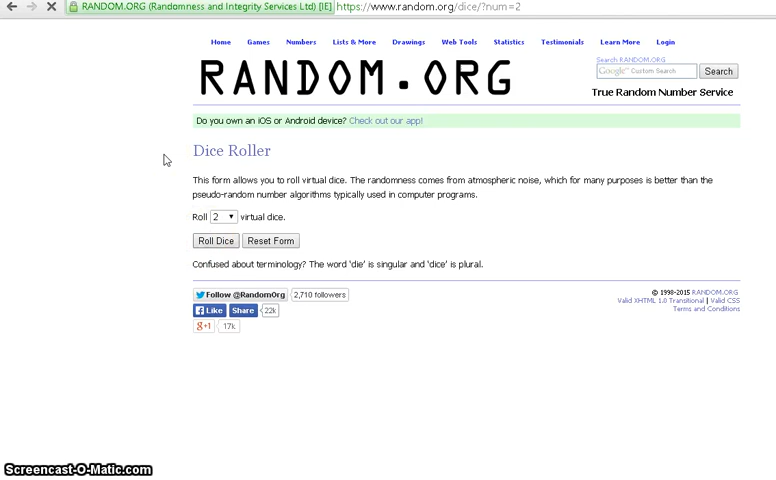 RANDOM.ORG (Randomness and Integrity Services Ltd) [IE] https://www.random.org/dice/?num=2
Home Games Numbers Lists & More Drawings Web Tools Statistics Testimonials Learn More Login
RANDOM.ORG
Search RANDOM.ORG
Google™ Custom Search Search
True Random Number Service
Do you own an iOS or Android device? Check out our app!
Dice Roller
This form allows you to roll virtual dice. The randomness comes from atmospheric noise, which for many purposes is better than the
pseudo-random number algorithms typically used in computer programs.
Roll 2 virtual dice.
Roll Dice Reset Form
Confused about terminology? The word 'die' is singular and 'dice' is plural.
Follow @RandomOrg 2,710 followers
Like Share 22k
g+1 17k
© 1998-2015 RANDOM.ORG
Valid XHTML 1.0 Transitional | Valid CSS
Terms and Conditions
Screencast-O-Matic.com